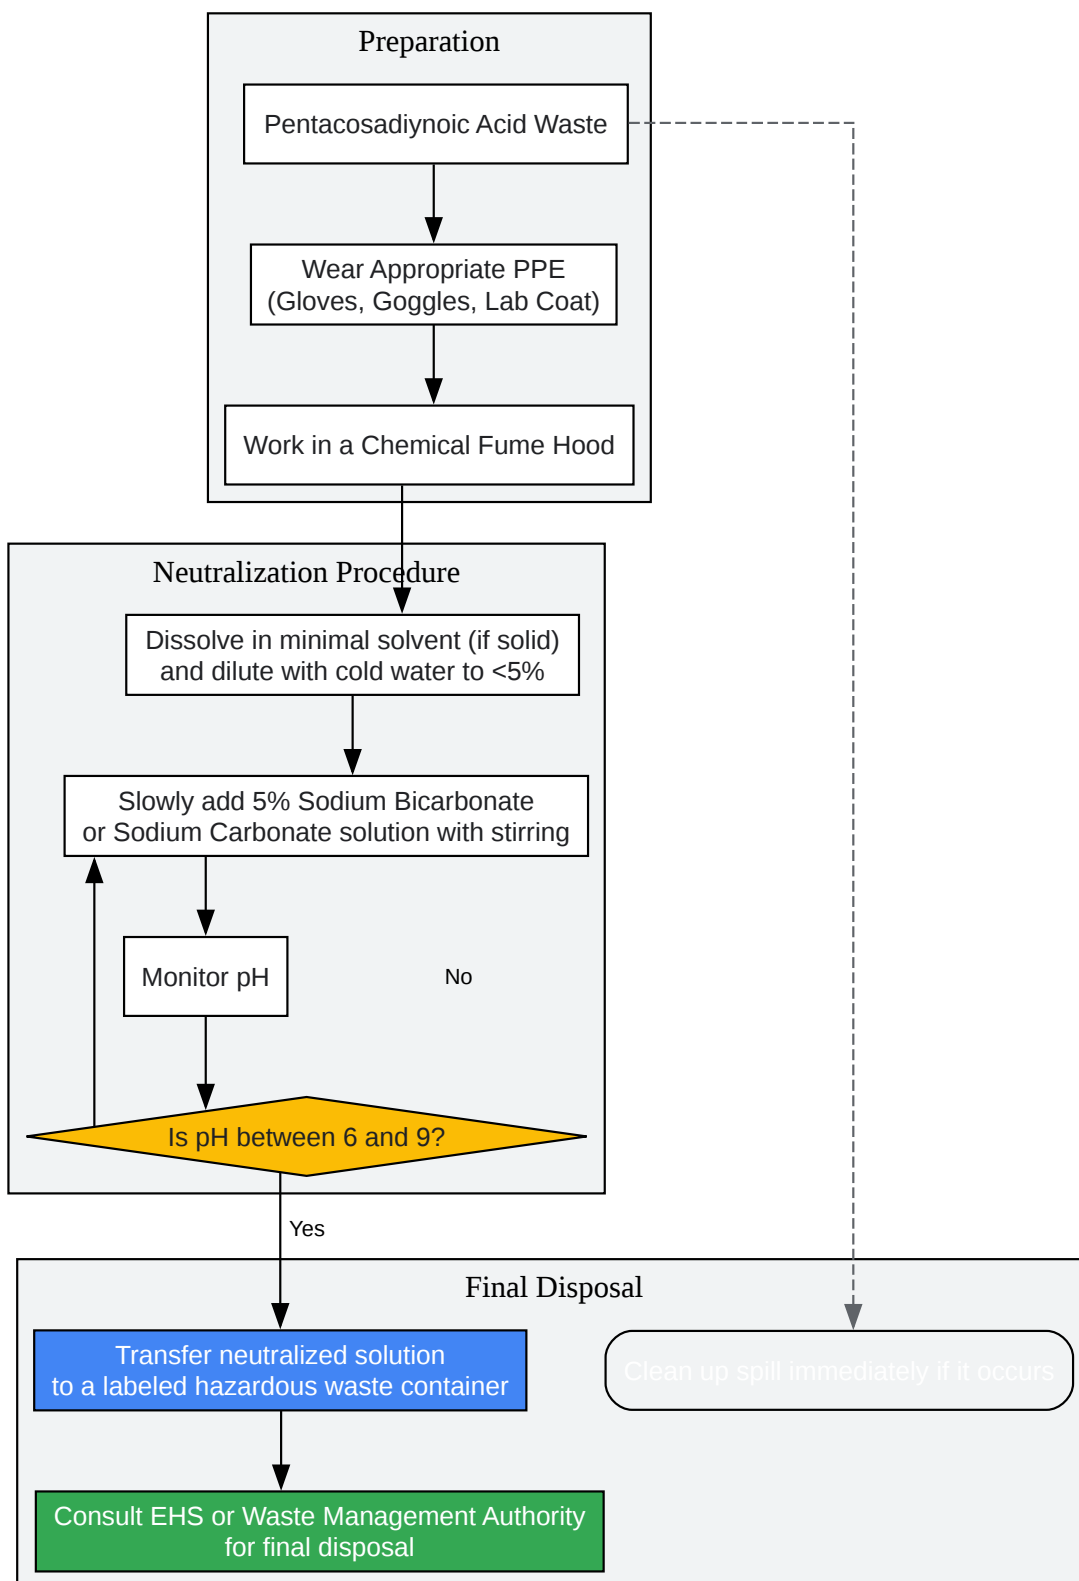 Preparation
Pentacosadiynoic Acid Waste
Wear Appropriate PPE
(Gloves, Goggles, Lab Coat)
Work in a Chemical Fume Hood
Neutralization Procedure
Dissolve in minimal solvent (if solid)
and dilute with cold water to <5%
Slowly add 5% Sodium Bicarbonate
or Sodium Carbonate solution with stirring
Monitor pH
No
Is pH between 6 and 9?
Yes
Final Disposal
Transfer neutralized solution
to a labeled hazardous waste container
Clean up spill immediately if it occurs
Consult EHS or Waste Management Authority
for final disposal